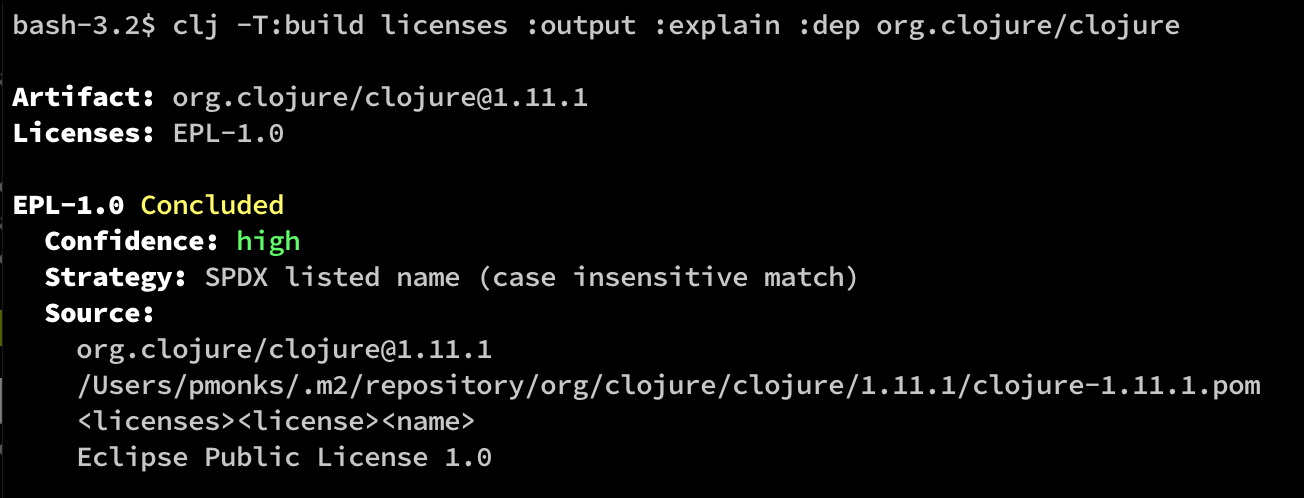 bash-3.2$ clj -T:build licenses :output :explain :dep org.clojure/clojure
Artifact: org.clojure/clojure@1.11.1
Licenses: EPL-1.0
EPL-1.0 Concluded
Confidence: high
Strategy: SPDX listed name (case insensitive match)
Source:
org.clojure/clojure@1.11.1
/Users/pmonks/.m2/repository/org/clojure/clojure/1.11.1/clojure-1.11.1.pom
<licenses><license><name>
Eclipse Public License 1.0